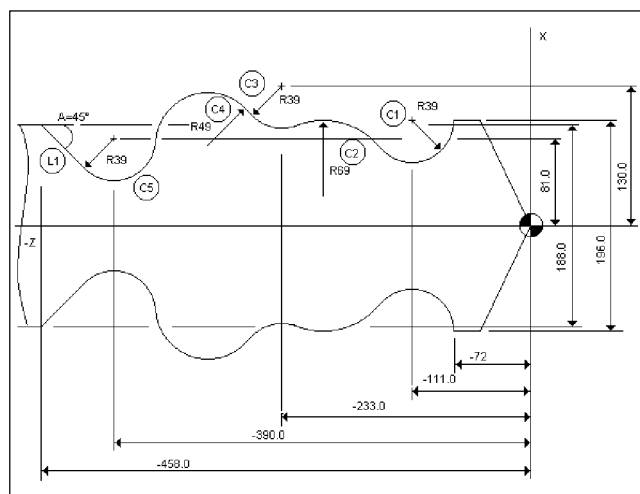 X
C3
C4
R39
C1
R39
A=45°
R49
L1
R39
C2
C5
R69
81.0
130.0
-Z
188.0
196.0
-72
-111.0
-233.0
-390.0
-458.0